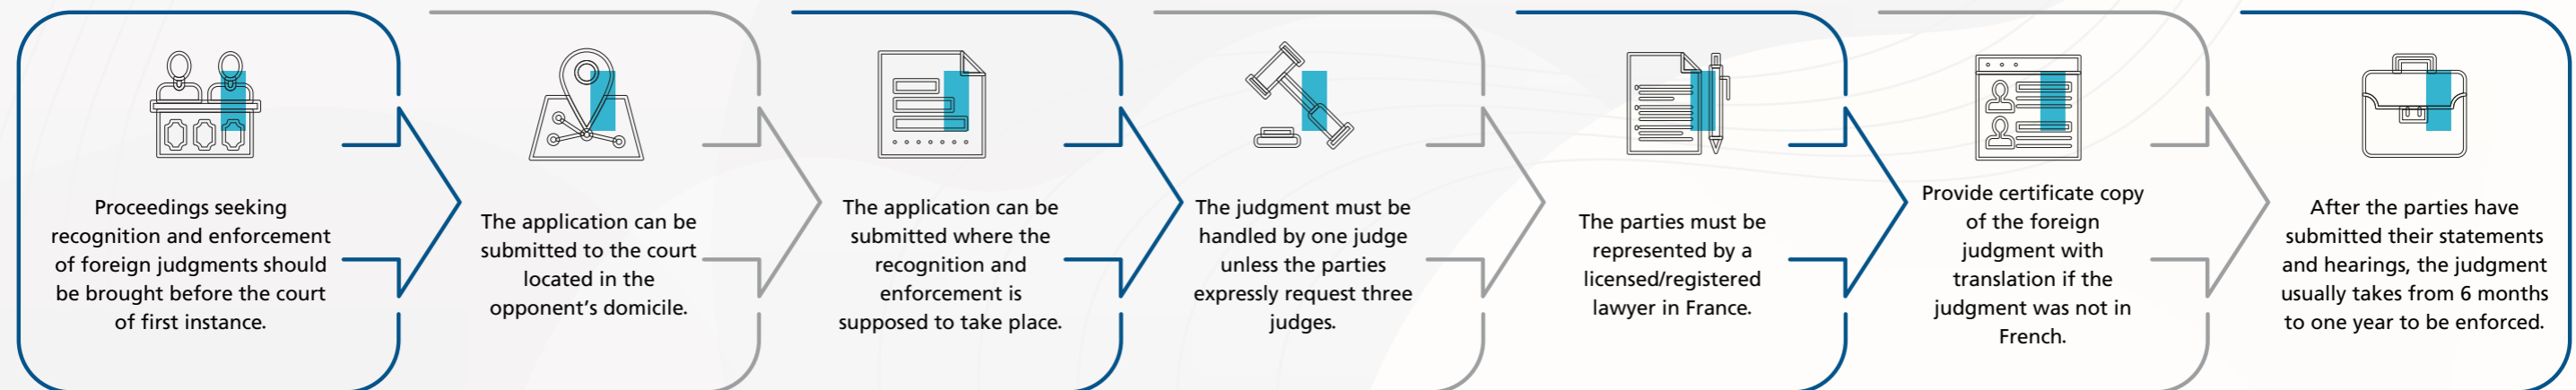 Proceedings seeking
recognition and enforcement
of foreign judgments should
be brought before the court
of first instance.
The application can be
submitted to the court
located in the
opponent's domicile.
The application can be
submitted where the
recognition and
enforcement is
supposed to take place.
The judgment must be
handled by one judge
unless the parties
expressly request three
judges.
The parties must be
represented by a
licensed/registered
lawyer in France.
Provide certificate copy
of the foreign
judgment with
translation if the
judgment was not in
French.
After the parties have
submitted their statements
and hearings, the judgment
usually takes from 6 months
to one year to be enforced.